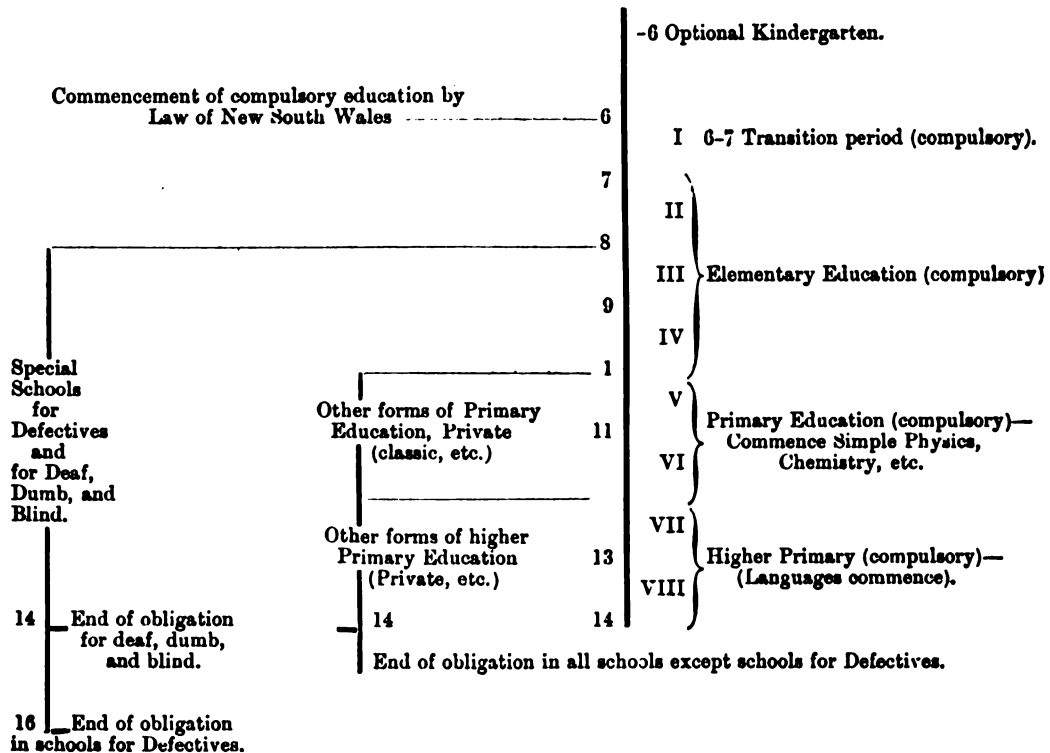 -6 Optional Kindergarten.
Commencement of compulsory education by
Law of New South Wales
6
I 6-7 Transition period (compulsory).
7
II
8
III Elementary Education (compulsory)
9
IV
1
Special
Schools
for
Defectives
and
for Deaf,
Dumb, and
Blind.
Other forms of Primary
Education, Private
(classic, etc.)
11
V
Primary Education (compulsory)—
Commence Simple Physics,
Chemistry, etc.
VI
Other forms of higher
Primary Education
(Private, etc.)
VII
13
Higher Primary (compulsory)—
(Languages commence).
VIII
14 End of obligation
for deaf, dumb,
and blind.
14
14
End of obligation in all schools except schools for Defectives.
16 End of obligation
in schools for Defectives.